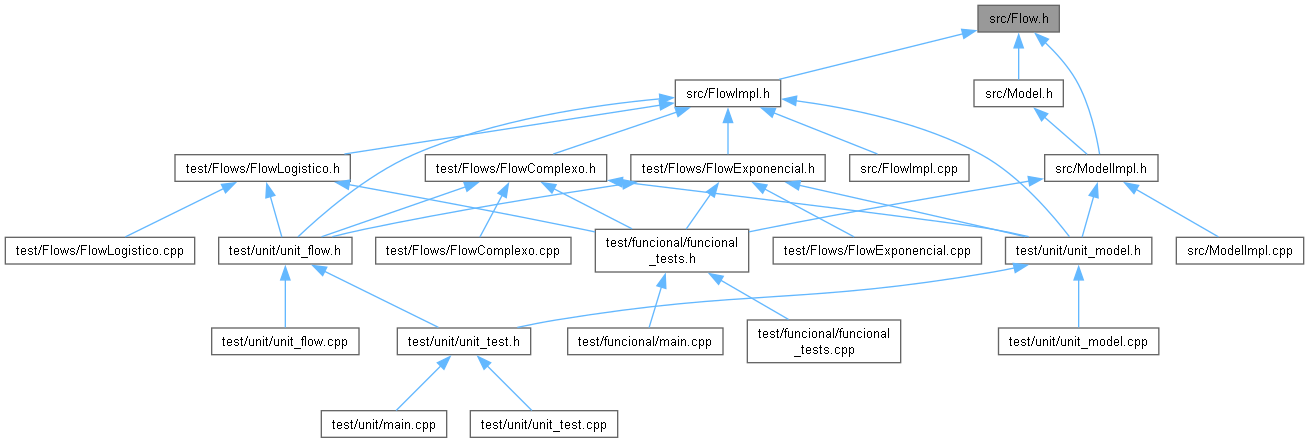 src/Flow.h
src/FlowImpl.h
src/Model.h
test/Flows/FlowLogistico.h
test/Flows/FlowComplexo.h
test/Flows/FlowExponencial.h
src/FlowImpl.cpp
src/ModelImpl.h
test/Flows/FlowLogistico.cpp
test/unit/unit_flow.h
test/Flows/FlowComplexo.cpp
test/funcional/funcional
_tests.h
test/Flows/FlowExponencial.cpp
test/unit/unit_model.h
src/ModelImpl.cpp
test/unit/unit_flow.cpp
test/unit/unit_test.h
test/funcional/main.cpp
test/funcional/funcional
_tests.cpp
test/unit/unit_model.cpp
test/unit/main.cpp
test/unit/unit_test.cpp